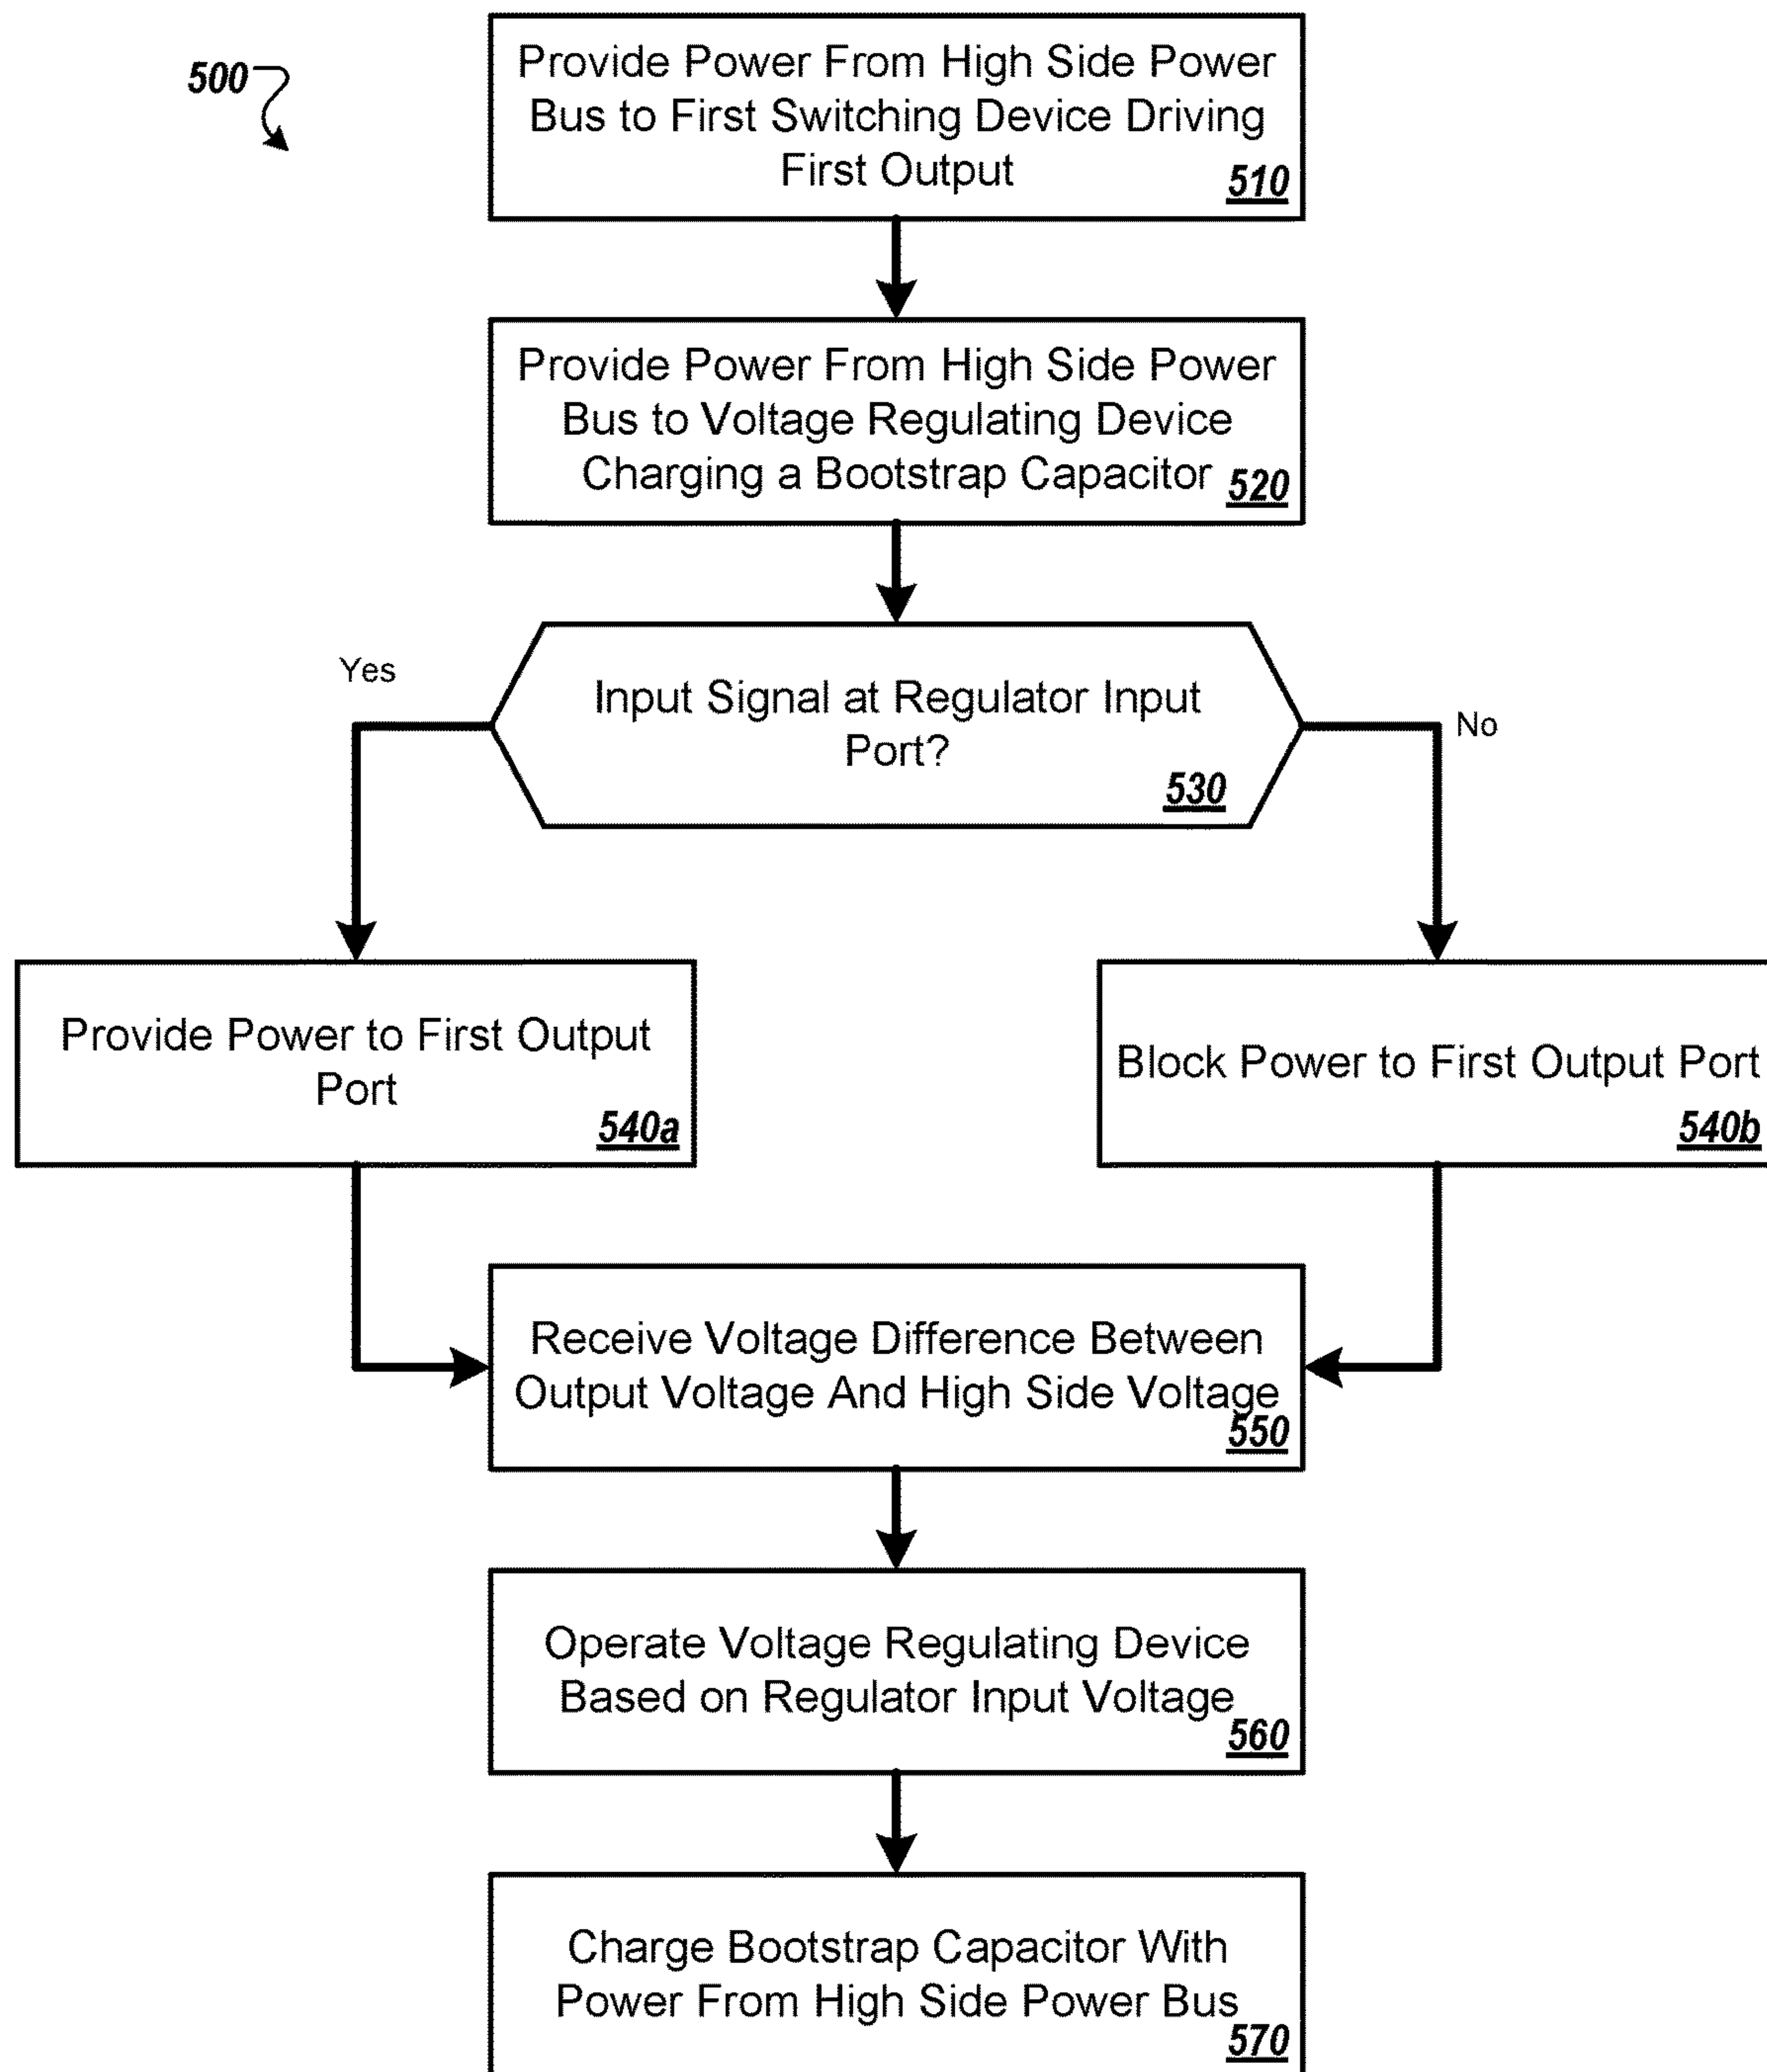 500
Provide Power From High Side Power
Bus to First Switching Device Driving
First Output
510
Provide Power From High Side Power
Bus to Voltage Regulating Device
Charging a Bootstrap Capacitor
520
Input Signal at Regulator Input
Port?
530
Yes
No
Provide Power to First Output
Port
540a
Block Power to First Output Port
540b
Receive Voltage Difference Between
Output Voltage And High Side Voltage
550
Operate Voltage Regulating Device
Based on Regulator Input Voltage
560
Charge Bootstrap Capacitor With
Power From High Side Power Bus
570